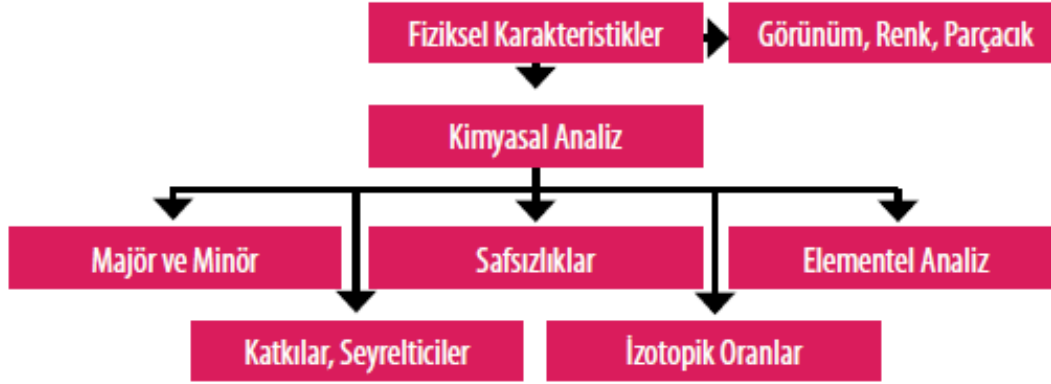 Fiziksel Karakteristikler
Görünüm, Renk, Parçacık
Kimyasal Analiz
Majör ve Minör
Safsızlıklar
Elementel Analiz
Katkılar, Seyrelticiler
İzotopik Oranlar